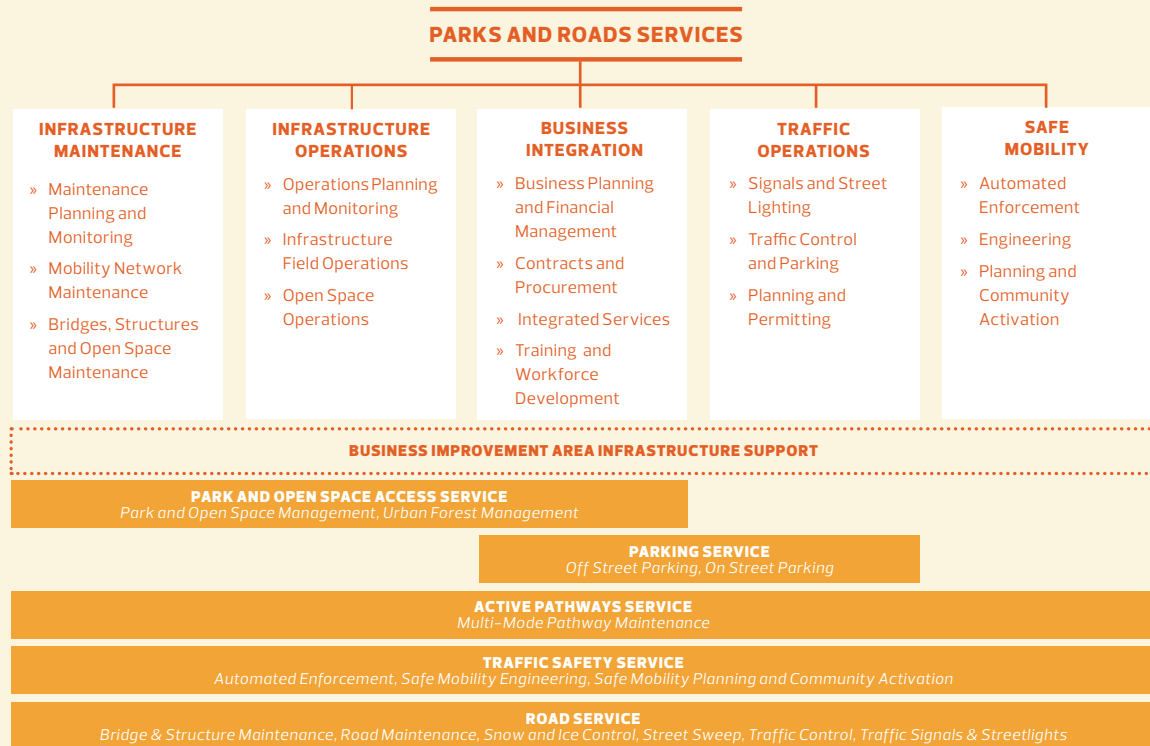 PARKS AND ROADS SERVICES
INFRASTRUCTURE
MAINTENANCE
» Maintenance
Planning and
Monitoring
» Mobility Network
Maintenance
» Bridges, Structures
and Open Space
Maintenance
INFRASTRUCTURE
OPERATIONS
» Operations Planning
and Monitoring
» Infrastructure
Field Operations
» Open Space
Operations
BUSINESS
INTEGRATION
» Business Planning
and Financial
Management
» Contracts and
Procurement
» Integrated Services
» Training and
Workforce
Development
TRAFFIC
OPERATIONS
» Signals and Street
Lighting
» Traffic Control
and Parking
» Planning and
Permitting
SAFE
MOBILITY
» Automated
Enforcement
» Engineering
» Planning and
Community
Activation
BUSINESS IMPROVEMENT AREA INFRASTRUCTURE SUPPORT
PARK AND OPEN SPACE ACCESS SERVICE
Park and Open Space Management, Urban Forest Management
PARKING SERVICE
Off Street Parking, On Street Parking
ACTIVE PATHWAYS SERVICE
Multi-Mode Pathway Maintenance
TRAFFIC SAFETY SERVICE
Automated Enforcement, Safe Mobility Engineering, Safe Mobility Planning and Community Activation
ROAD SERVICE
Bridge & Structure Maintenance, Road Maintenance, Snow and Ice Control, Street Sweep, Traffic Control, Traffic Signals & Streetlights